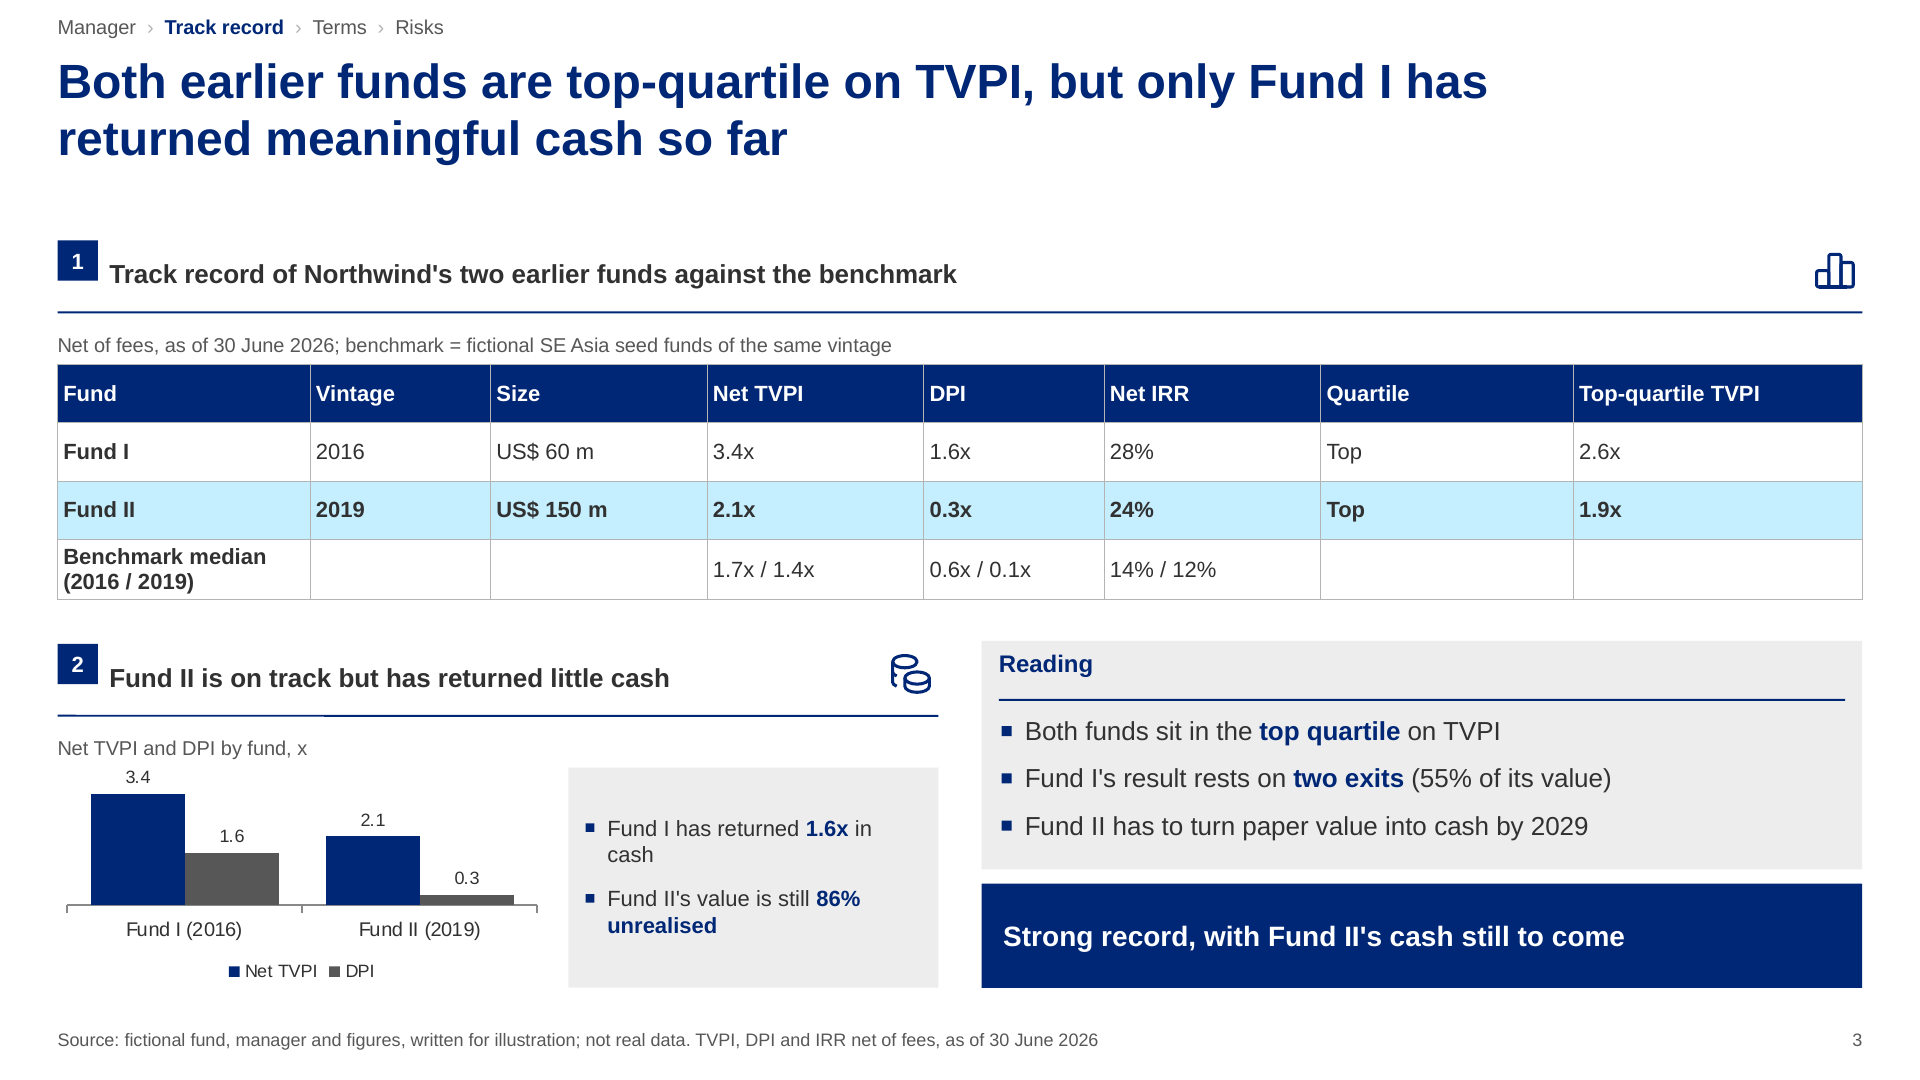 Manager › Track record › Terms › Risks
Both earlier funds are top-quartile on TVPI, but only Fund I has
returned meaningful cash so far
1
Track record of Northwind's two earlier funds against the benchmark
Net of fees, as of 30 June 2026; benchmark = fictional SE Asia seed funds of the same vintage
Fund Vintage Size Net TVPI DPI Net IRR Quartile Top-quartile TVPI
Fund I 2016 US$ 60 m 3.4x 1.6x 28% Top 2.6x
Fund II 2019 US$ 150 m 2.1x 0.3x 24% Top 1.9x
Benchmark median
(2016 / 2019) 1.7x / 1.4x 0.6x / 0.1x 14% / 12%
2
Fund II is on track but has returned little cash
Net TVPI and DPI by fund, x
3.4
1.6
2.1
0.3
Fund I (2016) Fund II (2019)
Net TVPI DPI
Fund I has returned 1.6x in
cash
Fund II's value is still 86%
unrealised
Reading
Both funds sit in the top quartile on TVPI
Fund I's result rests on two exits (55% of its value)
Fund II has to turn paper value into cash by 2029
Strong record, with Fund II's cash still to come
Source: fictional fund, manager and figures, written for illustration; not real data. TVPI, DPI and IRR net of fees, as of 30 June 2026
3